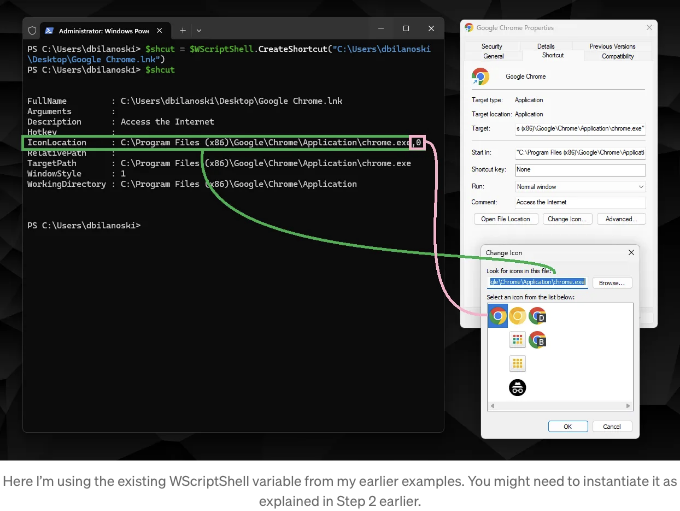 Administrator: Windows Pow
PS C:\Users\dbilanoski> $shcut = $WScriptShell.CreateShortcut("C:\Users\dbilanoski
\Desktop\Google Chrome.lnk")
PS C:\Users\dbilanoski> $shcut
FullName : C:\Users\dbilanoski\Desktop\Google Chrome.lnk
Arguments :
Description : Access the Internet
Hotkey :
IconLocation : C:\Program Files (x86)\Google\Chrome\Application\chrome.exe,0
RelativePath :
TargetPath : C:\Program Files (x86)\Google\Chrome\Application\chrome.exe
WindowStyle : 1
WorkingDirectory : C:\Program Files (x86)\Google\Chrome\Application
PS C:\Users\dbilanoski>
Google Chrome Properties
Security Details Previous Versions
General Shortcut Compatibility
Google Chrome
Target type: Application
Target location: Application
Target: s (x86)\Google\Chrome\Application\chrome.exe"
Start in: "C:\Program Files (x86)\Google\Chrome\Applicati
Shortcut key: None
Run: Normal window
Comment: Access the Internet
Open File Location Change Icon... Advanced...
Change Icon
Look for icons in this file:
gle\Chrome\Application\chrome.exe
Browse...
Select an icon from the list below:
D
B
OK Cancel
Here I'm using the existing WScriptShell variable from my earlier examples. You might need to instantiate it as
explained in Step 2 earlier.